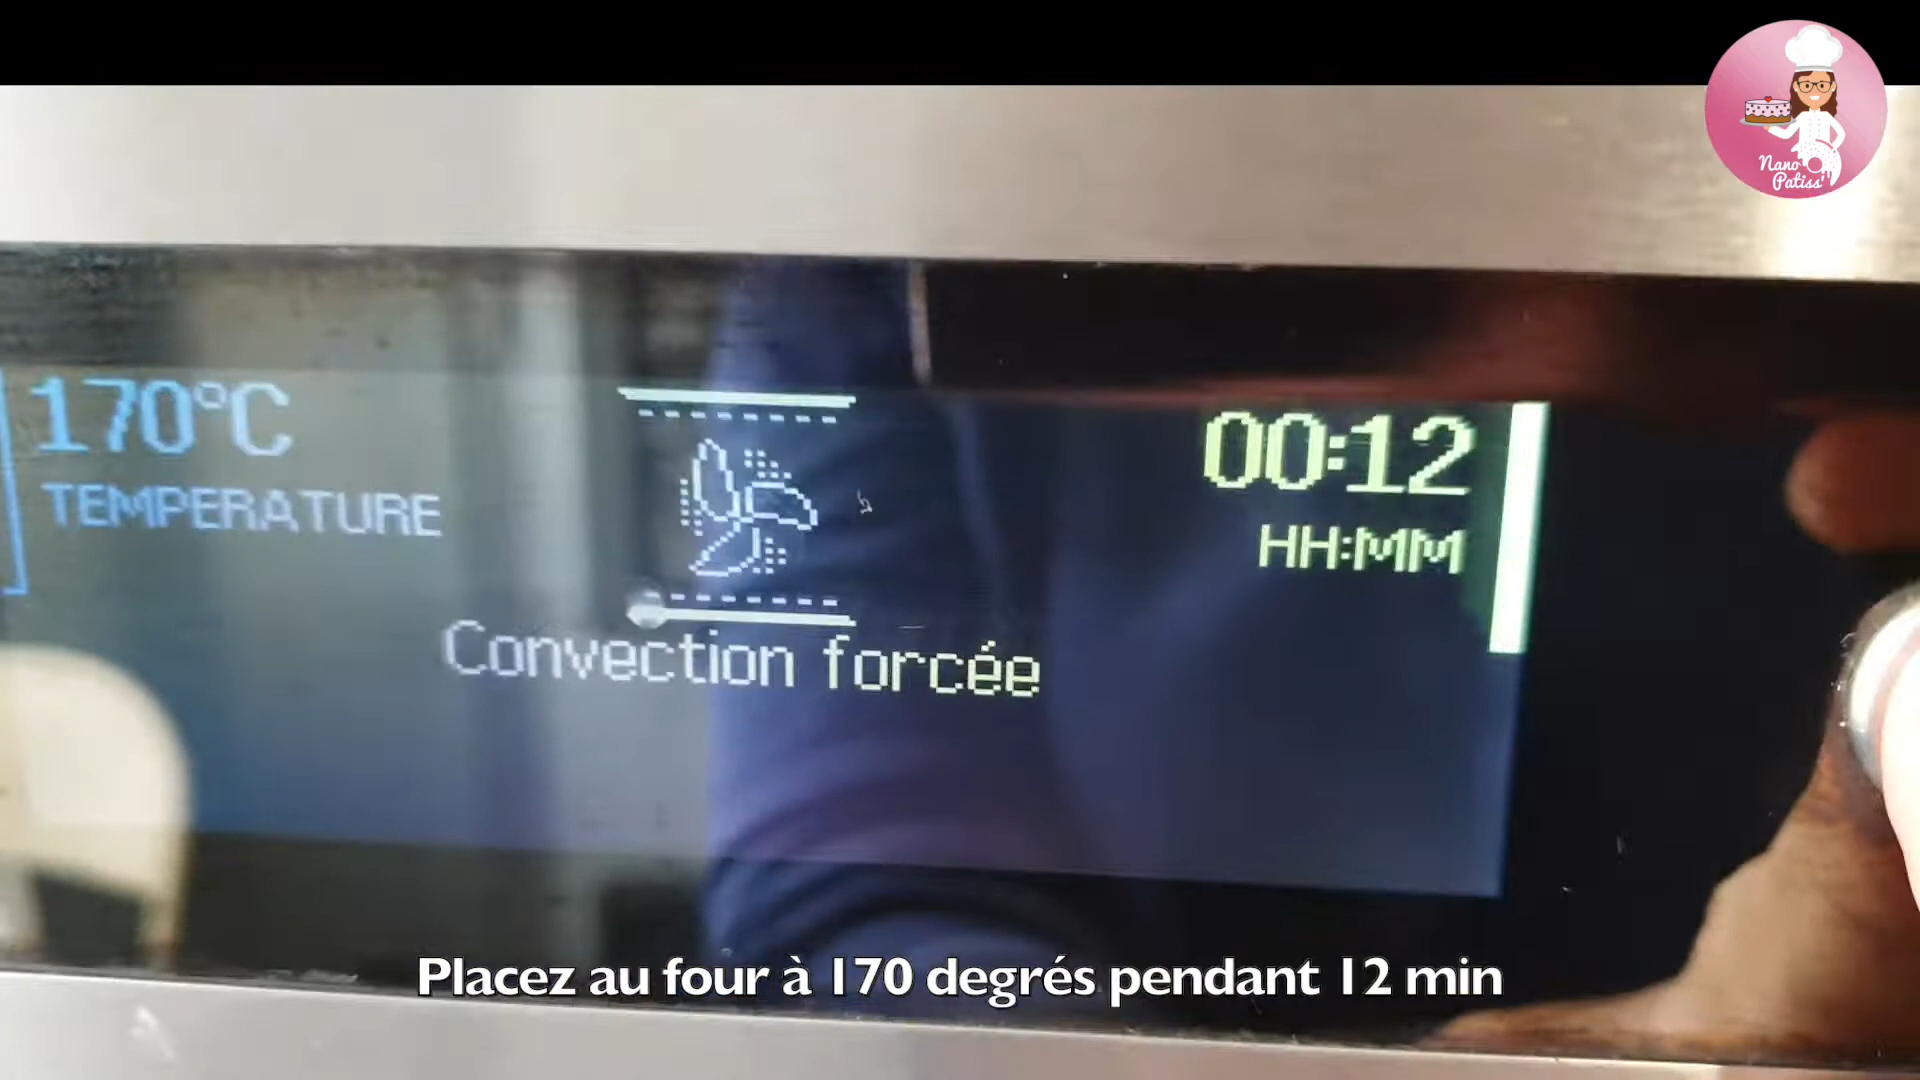 Nano
Patiss'
170°C
TEMPERATURE
00:12
HH:MM
Convection forcée
Placez au four à 170 degrés pendant 12 min